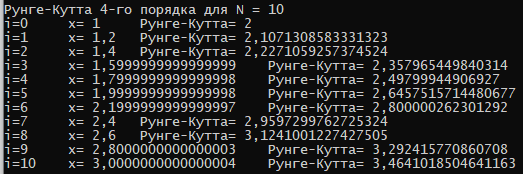 Рунге-Кутта 4-го порядка для N = 10
i=0 x= 1 Рунге-Кутта= 2
i=1 x= 1,2 Рунге-Кутта= 2,1071308583331323
i=2 x= 1,4 Рунге-Кутта= 2,2271059257374524
i=3 x= 1,5999999999999999 Рунге-Кутта= 2,357965449840314
i=4 x= 1,7999999999999998 Рунге-Кутта= 2,49799944906927
i=5 x= 1,9999999999999998 Рунге-Кутта= 2,6457515714480677
i=6 x= 2,1999999999999997 Рунге-Кутта= 2,800000262301292
i=7 x= 2,4 Рунге-Кутта= 2,9597299762725324
i=8 x= 2,6 Рунге-Кутта= 3,1241001227427505
i=9 x= 2,8000000000000003 Рунге-Кутта= 3,292415770860708
i=10 x= 3,0000000000000004 Рунге-Кутта= 3,4641018504641163